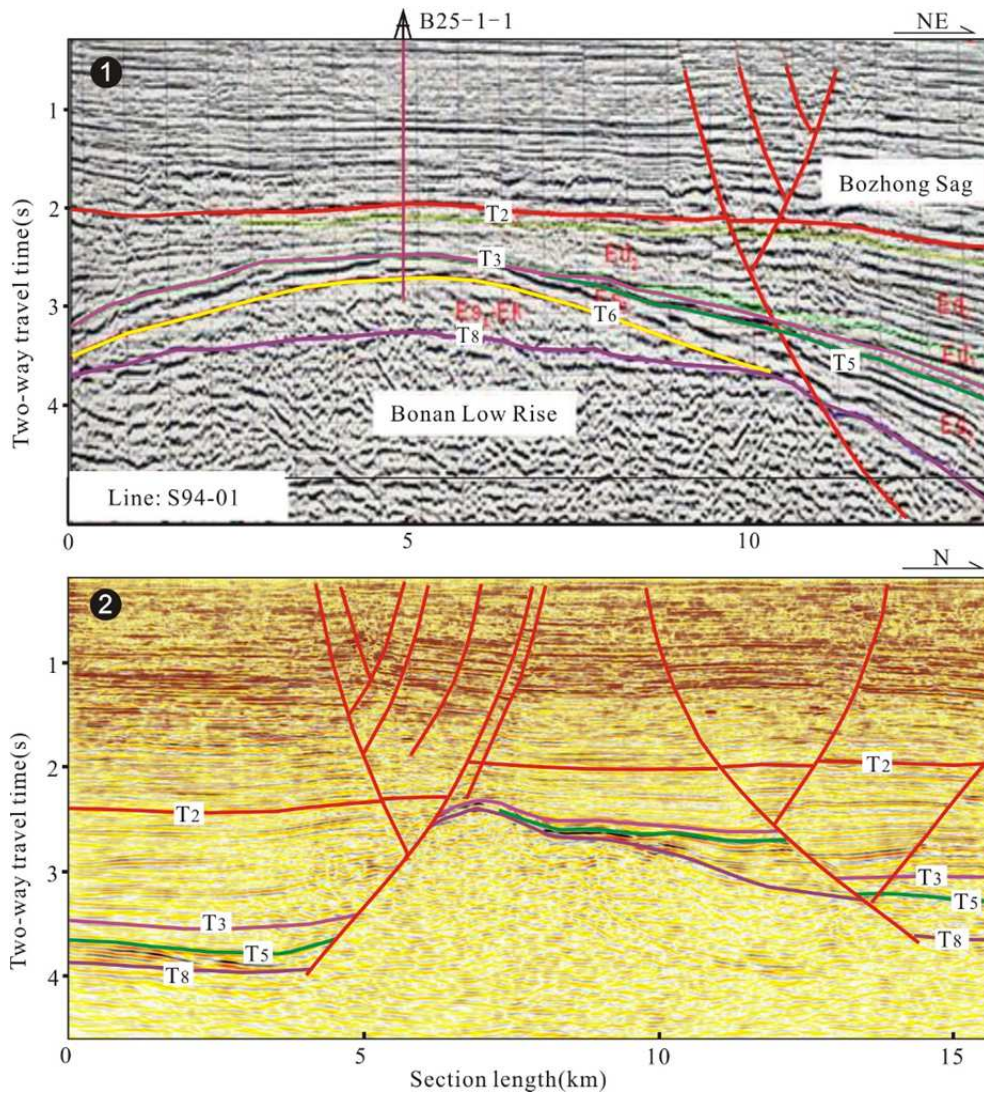 B25-1-1
NE
1
1
Bozhong Sag
2
T2
T3
Ed2
3
T6
T8
T5
4
Bonan Low Rise
Line: S94-01
Two-way travel time(s)
0
5
10
N
2
1
2
T2
T2
3
T3
T3
T5
T5
T8
T8
4
Two-way travel time(s)
0
5
10
15
Section length(km)